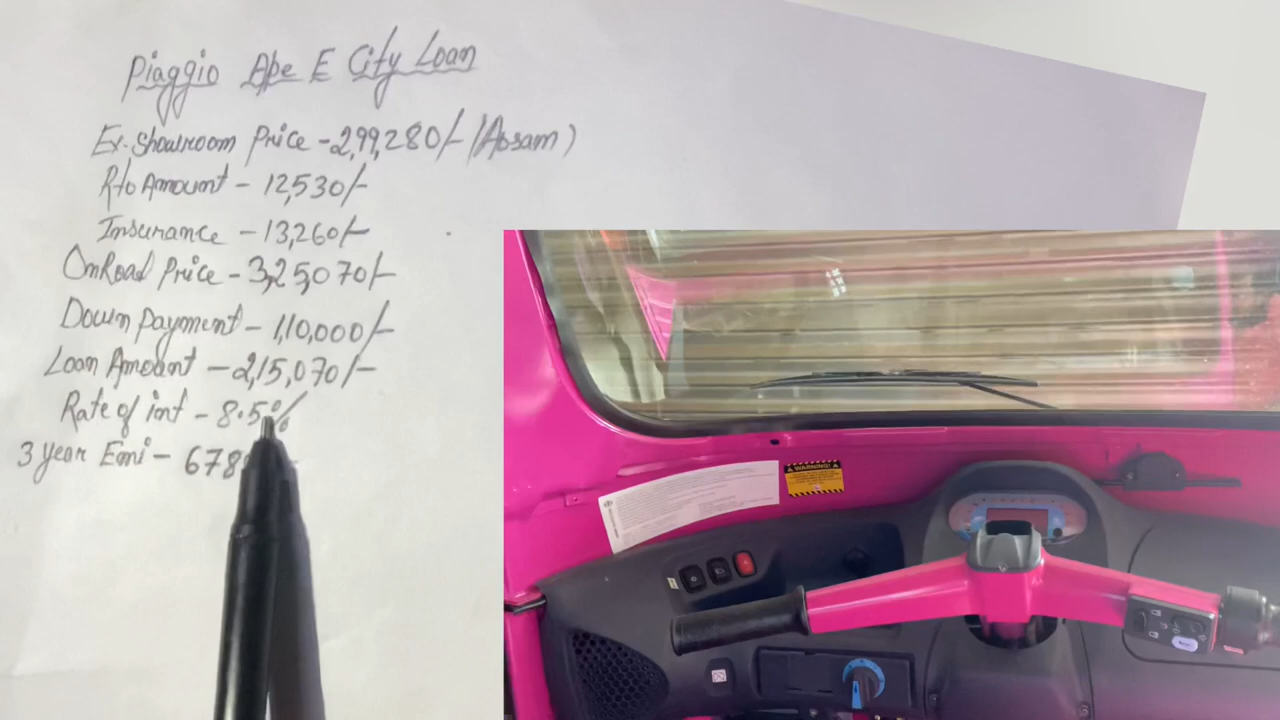 Piaggio Ape E City Loan
Ex-Showroom Price - 2,99,280/- (Assam)
Rto Amount - 12,530/-
Insurance - 13,260/-
OnRoad Price - 3,25,070/-
Down payment - 1,10,000/-
Loan Amount - 2,15,070/-
Rate of int - 8.5%
3 year Emi - 678
WARNING!